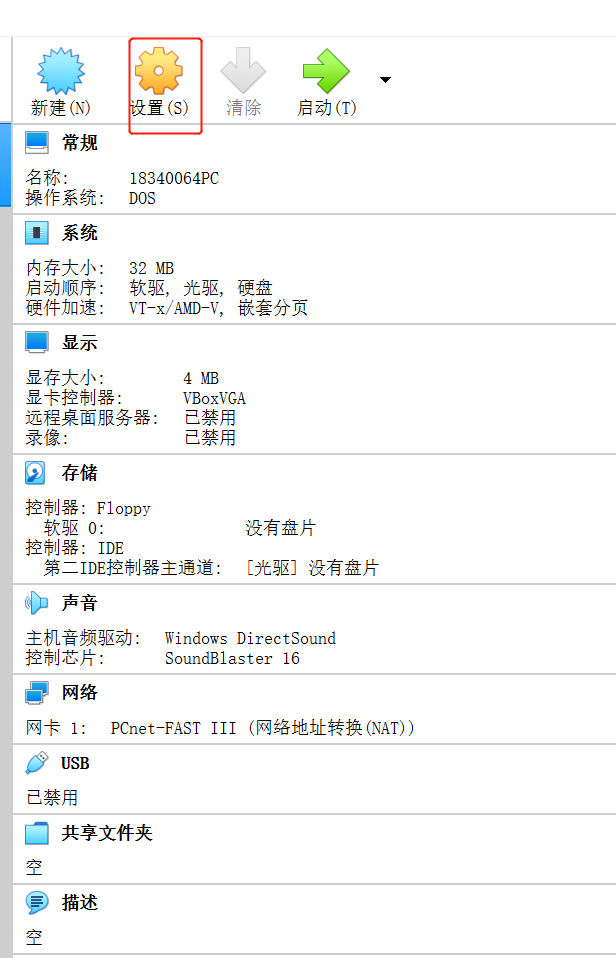 新建(N) 设置(S) 清除 启动(T)
常规
名称: 18340064PC
操作系统: DOS
系统
内存大小: 32 MB
启动顺序: 软驱, 光驱, 硬盘
硬件加速: VT-x/AMD-V, 嵌套分页
显示
显存大小: 4 MB
显卡控制器: VBoxVGA
远程桌面服务器: 已禁用
录像: 已禁用
存储
控制器: Floppy
软驱 0: 没有盘片
控制器: IDE
第二IDE控制器主通道: [光驱] 没有盘片
声音
主机音频驱动: Windows DirectSound
控制芯片: SoundBlaster 16
网络
网卡 1: PCnet-FAST III (网络地址转换(NAT))
USB
已禁用
共享文件夹
空
描述
空